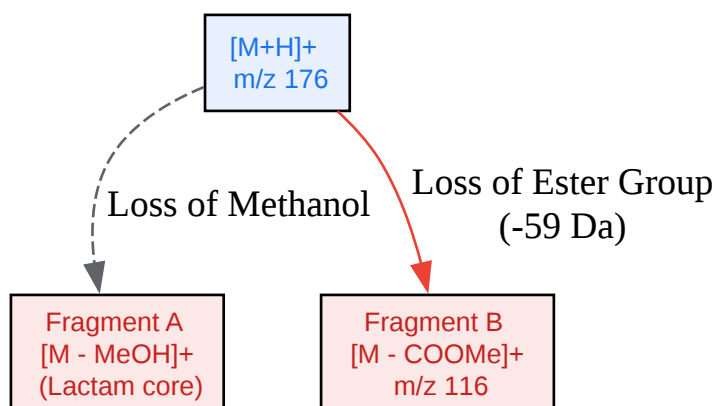 [M+H]+
m/z 176
Loss of Methanol
Loss of Ester Group
(-59 Da)
Fragment A
[M - MeOH]+
(Lactam core)
Fragment B
[M - COOMe]+
m/z 116